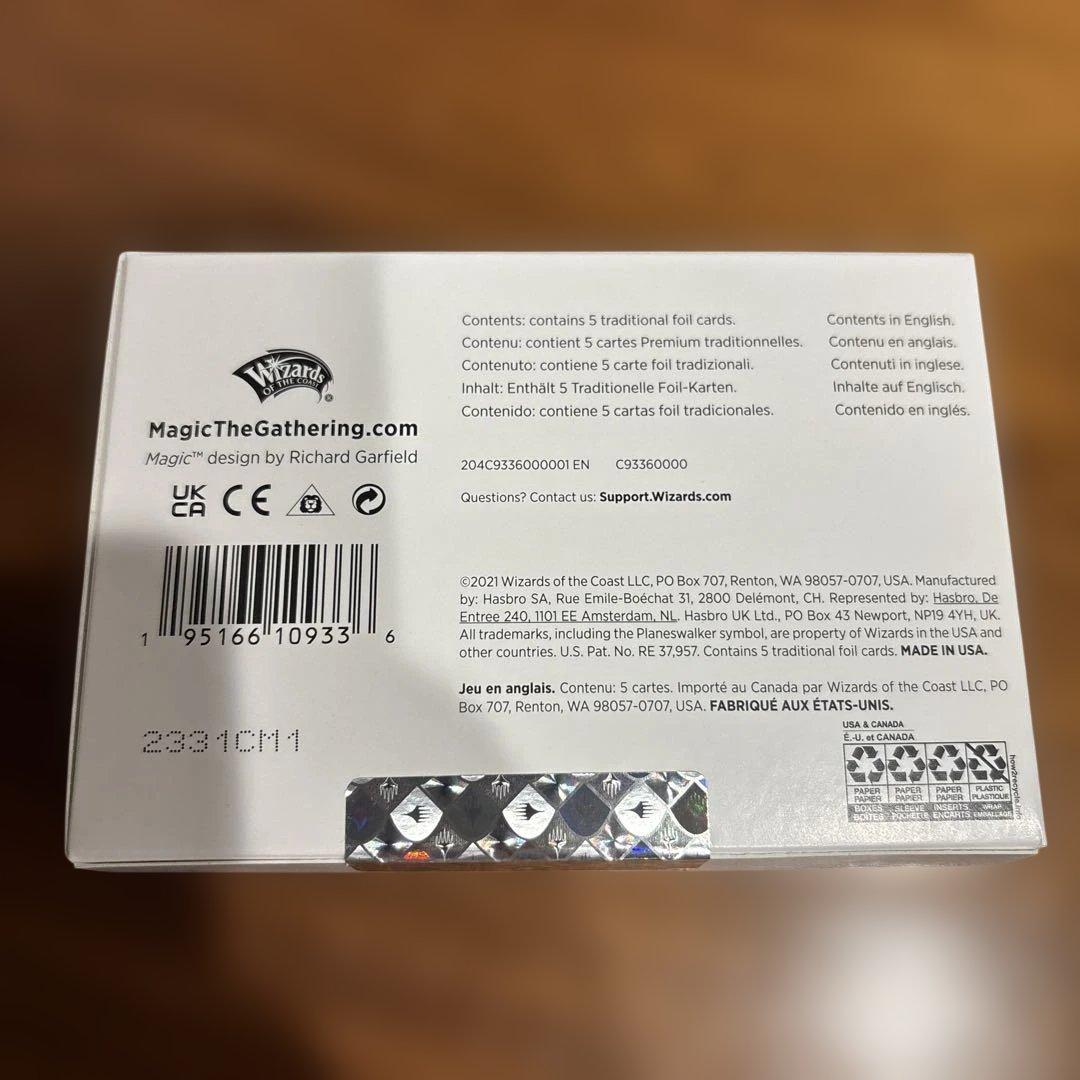 Wizards
OF THE COAST
®
MagicTheGathering.com
Magic™ design by Richard Garfield
UK
CA CE
1 95166 10933 6
2331CM1
Contents: contains 5 traditional foil cards. Contents in English.
Contenu: contient 5 cartes Premium traditionnelles. Contenu en anglais.
Contenuto: contiene 5 carte foil tradizionali. Contenuti in inglese.
Inhalt: Enthält 5 Traditionelle Foil-Karten. Inhalte auf Englisch.
Contenido: contiene 5 cartas foil tradicionales. Contenido en inglés.
204C9336000001 EN C93360000
Questions? Contact us: Support.Wizards.com
©2021 Wizards of the Coast LLC, PO Box 707, Renton, WA 98057-0707, USA. Manufactured
by: Hasbro SA, Rue Emile-Boéchat 31, 2800 Delémont, CH. Represented by: Hasbro, De
Entree 240, 1101 EE Amsterdam, NL. Hasbro UK Ltd., PO Box 43 Newport, NP19 4YH, UK.
All trademarks, including the Planeswalker symbol, are property of Wizards in the USA and
other countries. U.S. Pat. No. RE 37,957. Contains 5 traditional foil cards. MADE IN USA.
Jeu en anglais. Contenu: 5 cartes. Importé au Canada par Wizards of the Coast LLC, PO
Box 707, Renton, WA 98057-0707, USA. FABRIQUÉ AUX ÉTATS-UNIS.
USA & CANADA
É.-U. et CANADA
PAPER PAPER PAPER PLASTIC
PAPIER PAPIER PAPIER PLASTIQUE
BOXES SLEEVE INSERTS WRAP
BOÎTES POCHETTE ENCARTS EMBALLAGE
how2recycle.info